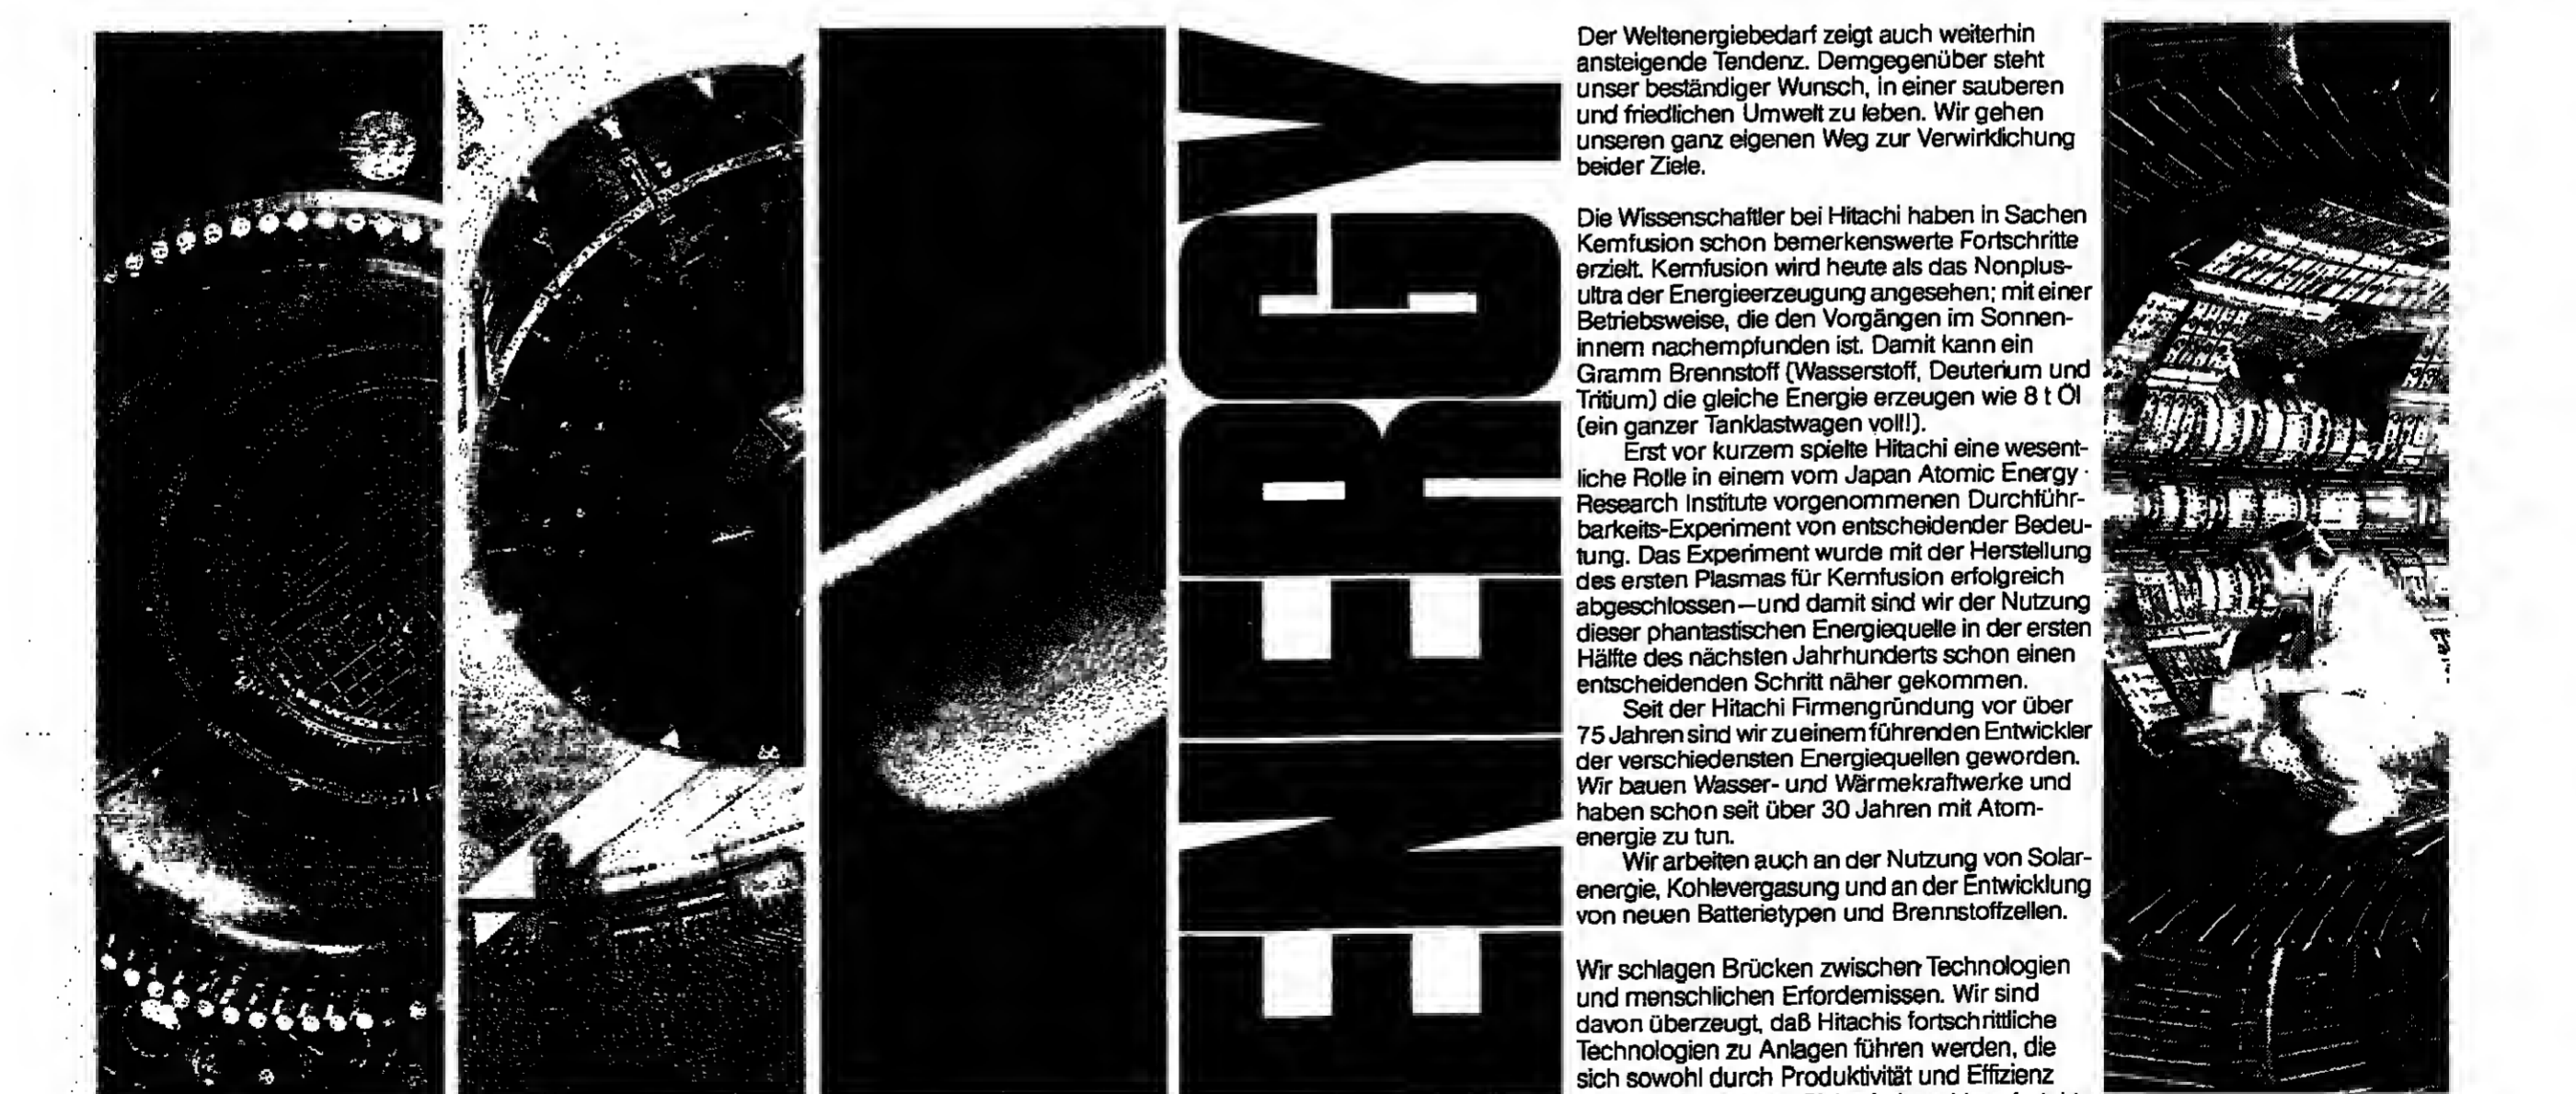 ENERGY
Der Weltenergiebedarf zeigt auch weiterhin
ansteigende Tendenz. Demgegenüber steht
unser beständiger Wunsch, in einer sauberen
und friedlichen Umwelt zu leben. Wir gehen
unseren ganz eigenen Weg zur Verwirklichung
beider Ziele.
Die Wissenschaftler bei Hitachi haben in Sachen
Kernfusion schon bemerkenswerte Fortschritte
erzielt. Kernfusion wird heute als das Nonplus-
ultra der Energieerzeugung angesehen; mit einer
Betriebsweise, die den Vorgängen im Sonnen-
innern nachempfunden ist. Damit kann ein
Gramm Brennstoff (Wasserstoff, Deuterium und
Tritium) die gleiche Energie erzeugen wie 8 t Öl
(ein ganzer Tanklastwagen voll!).
Erst vor kurzem spielte Hitachi eine wesent-
liche Rolle in einem vom Japan Atomic Energy
Research Institute vorgenommenen Durchführ-
barkeits-Experiment von entscheidender Bedeu-
tung. Das Experiment wurde mit der Herstellung
des ersten Plasmas für Kernfusion erfolgreich
abgeschlossen—und damit sind wir der Nutzung
dieser phantastischen Energiequelle in der ersten
Hälfte des nächsten Jahrhunderts schon einen
entscheidenden Schritt näher gekommen.
Seit der Hitachi Firmengründung vor über
75 Jahren sind wir zu einem führenden Entwickler
der verschiedensten Energiequellen geworden.
Wir bauen Wasser- und Wärmekraftwerke und
haben schon seit über 30 Jahren mit Atom-
energie zu tun.
Wir arbeiten auch an der Nutzung von Solar-
energie, Kohlevergasung und an der Entwicklung
von neuen Batterietypen und Brennstoffzellen.
Wir schlagen Brücken zwischen Technologien
und menschlichen Erfordernissen. Wir sind
davon überzeugt, daß Hitachis fortschrittliche
Technologien zu Anlagen führen werden, die
sich sowohl durch Produktivität und Effizienz